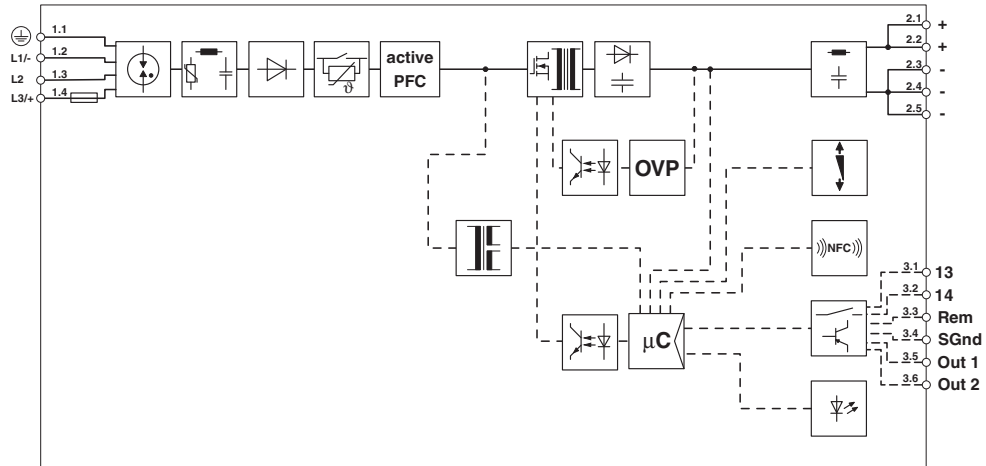 1.1
L1/-
1.2
L2
1.3
L3/+
1.4
ϑ
active
PFC
2.1
+
2.2
+
2.3
-
2.4
-
2.5
-
OVP
)))NFC)))
µC
3.1
13
3.2
14
3.3
Rem
3.4
SGnd
3.5
Out 1
3.6
Out 2